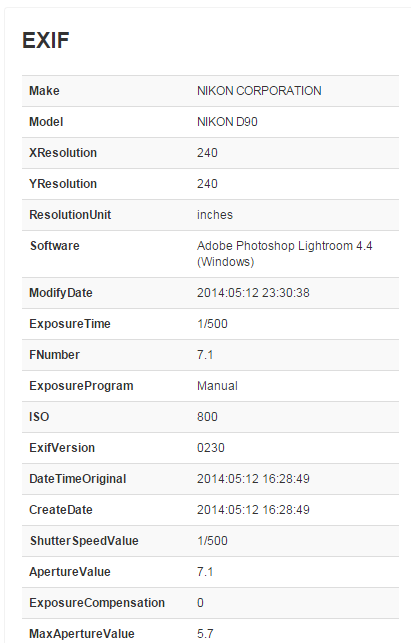 EXIF
Make NIKON CORPORATION
Model NIKON D90
XResolution 240
YResolution 240
ResolutionUnit inches
Software Adobe Photoshop Lightroom 4.4
(Windows)
ModifyDate 2014:05:12 23:30:38
ExposureTime 1/500
FNumber 7.1
ExposureProgram Manual
ISO 800
ExifVersion 0230
DateTimeOriginal 2014:05:12 16:28:49
CreateDate 2014:05:12 16:28:49
ShutterSpeedValue 1/500
ApertureValue 7.1
ExposureCompensation 0
MaxApertureValue 5.7